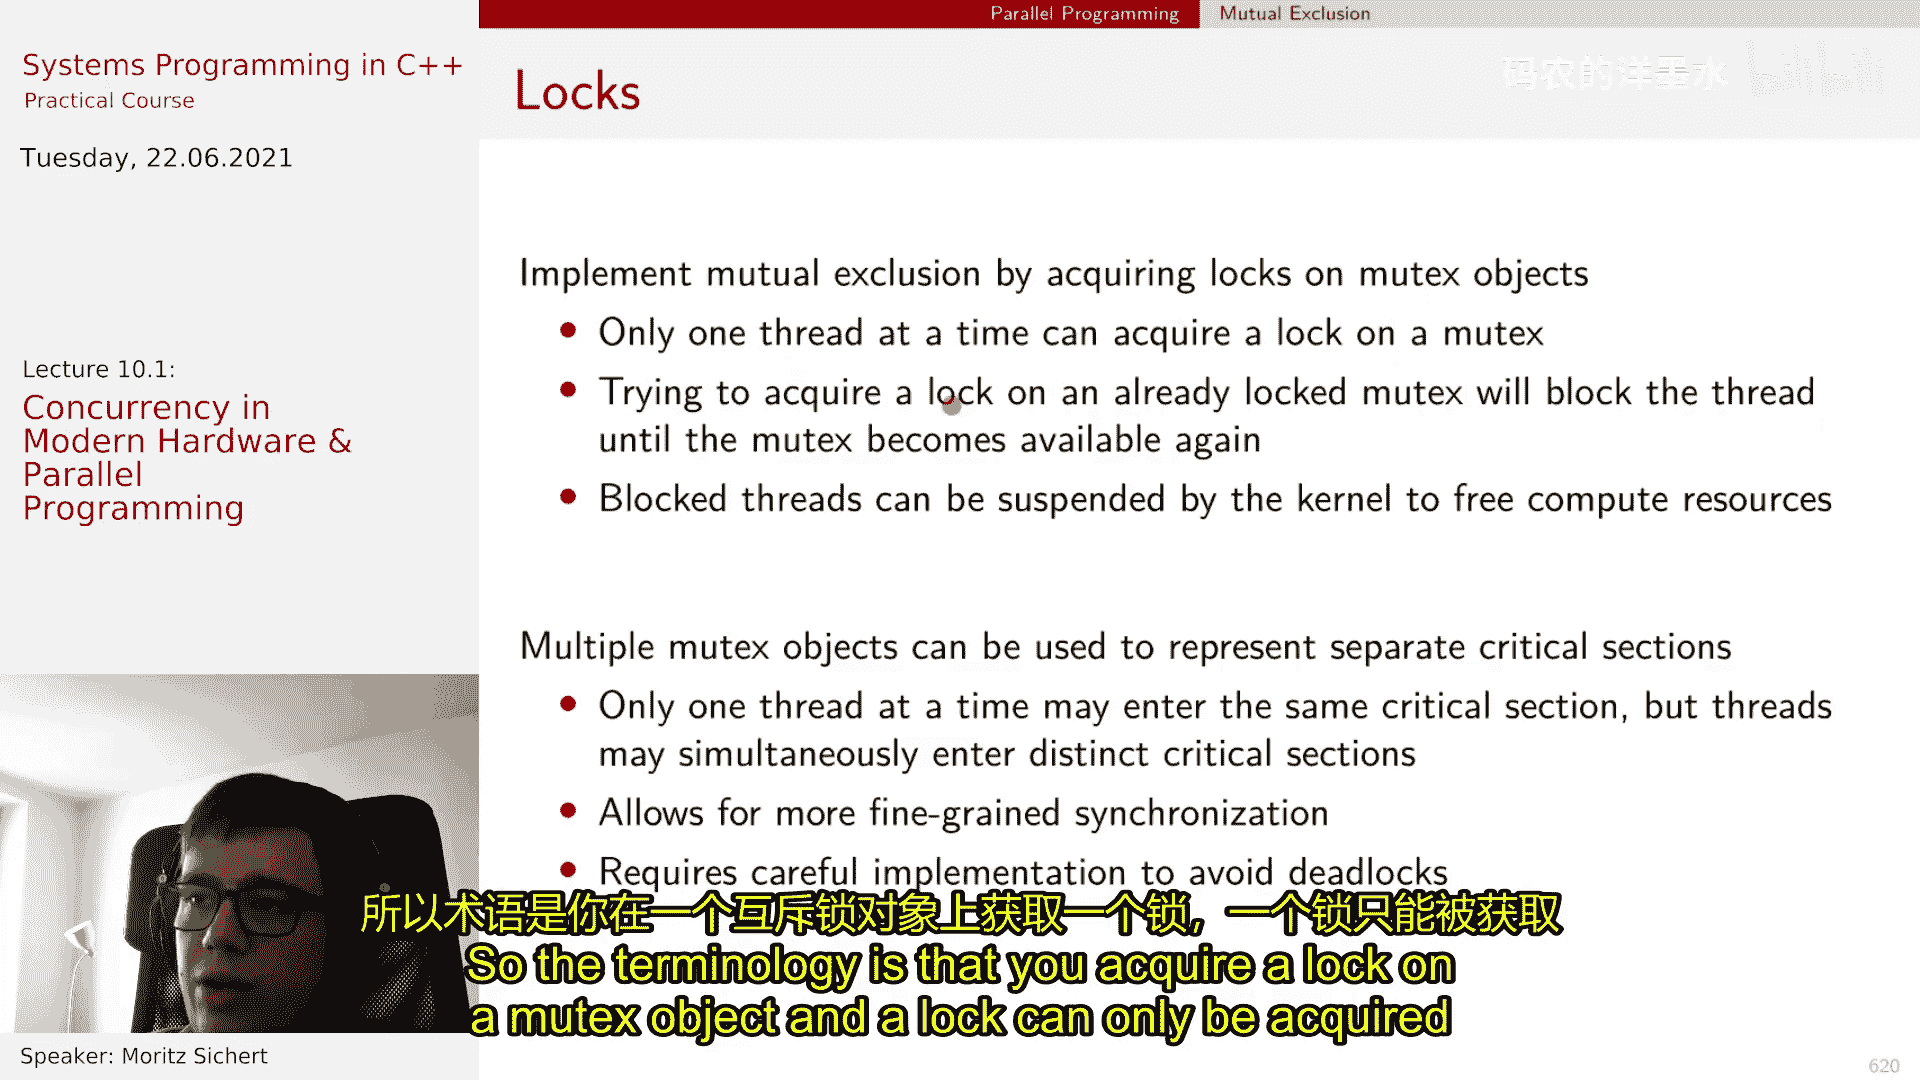 Parallel Programming
Mutual Exclusion
Systems Programming in C++
Practical Course
Tuesday, 22.06.2021
Lecture 10.1:
Concurrency in
Modern Hardware &
Parallel
Programming
Locks
码农的洋墨水
bilibili
Implement mutual exclusion by acquiring locks on mutex objects
Only one thread at a time can acquire a lock on a mutex
Trying to acquire a lock on an already locked mutex will block the thread
until the mutex becomes available again
Blocked threads can be suspended by the kernel to free compute resources
Multiple mutex objects can be used to represent separate critical sections
Only one thread at a time may enter the same critical section, but threads
may simultaneously enter distinct critical sections
Allows for more fine-grained synchronization
Requires careful implementation to avoid deadlocks
所以术语是你在一个互斥锁对象上获取一个锁，一个锁只能被获取
So the terminology is that you acquire a lock on
a mutex object and a lock can only be acquired
Speaker: Moritz Sichert
620